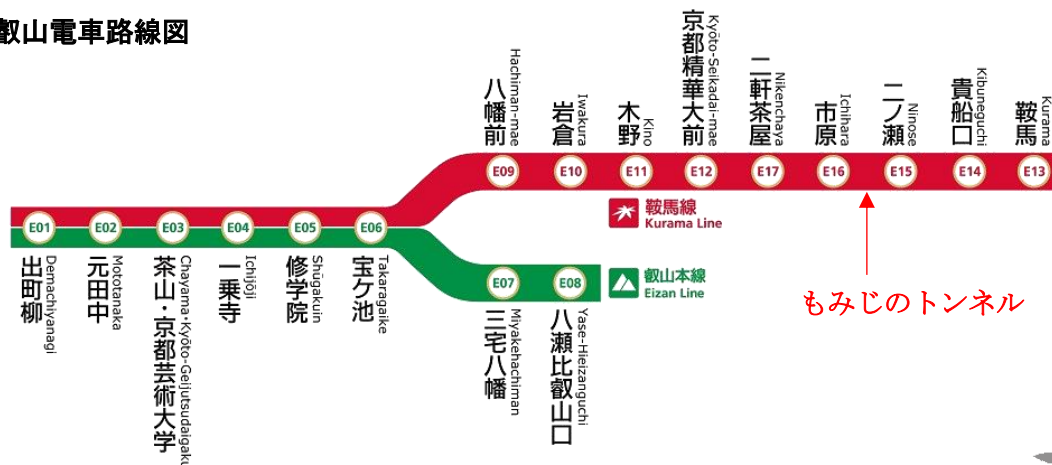 叡山電車路線図
Hachiman-mae
八幡前
Iwakura
岩倉
Kino
木野
Kyōto-Seikadai-mae
京都精華大前
Nikenchaya
二軒茶屋
Ichihara
市原
Ninose
二ノ瀬
Kibuneguchi
貴船口
Kurama
鞍馬
E09
E10
E11
E12
E17
E16
E15
E14
E13
鞍馬線
Kurama Line
E01
E02
E03
E04
E05
E06
Demachiyanagi
出町柳
Mototanaka
元田中
Chayama·Kyōto-Geijutsudaigaku
茶山・京都芸術大学
Ichijōji
一乗寺
Shūgakuin
修学院
Takaragaike
宝ケ池
E07
E08
叡山本線
Eizan Line
Miyakehachiman
三宅八幡
Yase-Hieizanguchi
八瀬比叡山口
もみじのトンネル